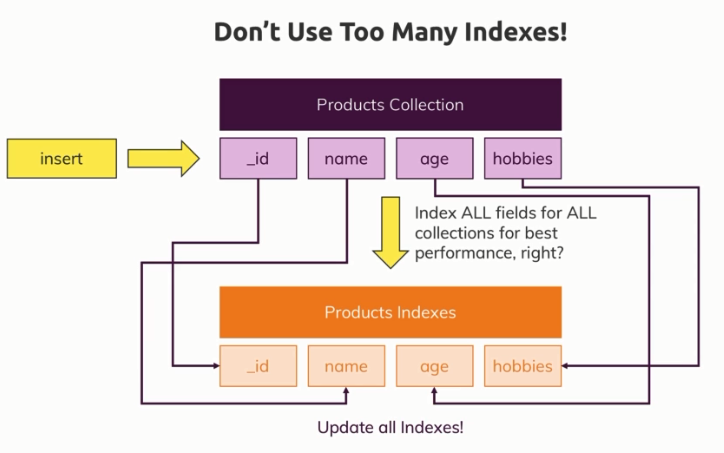 Don't Use Too Many Indexes!
Products Collection
insert
_id
name
age
hobbies
Index ALL fields for ALL
collections for best
performance, right?
Products Indexes
_id
name
age
hobbies
Update all Indexes!